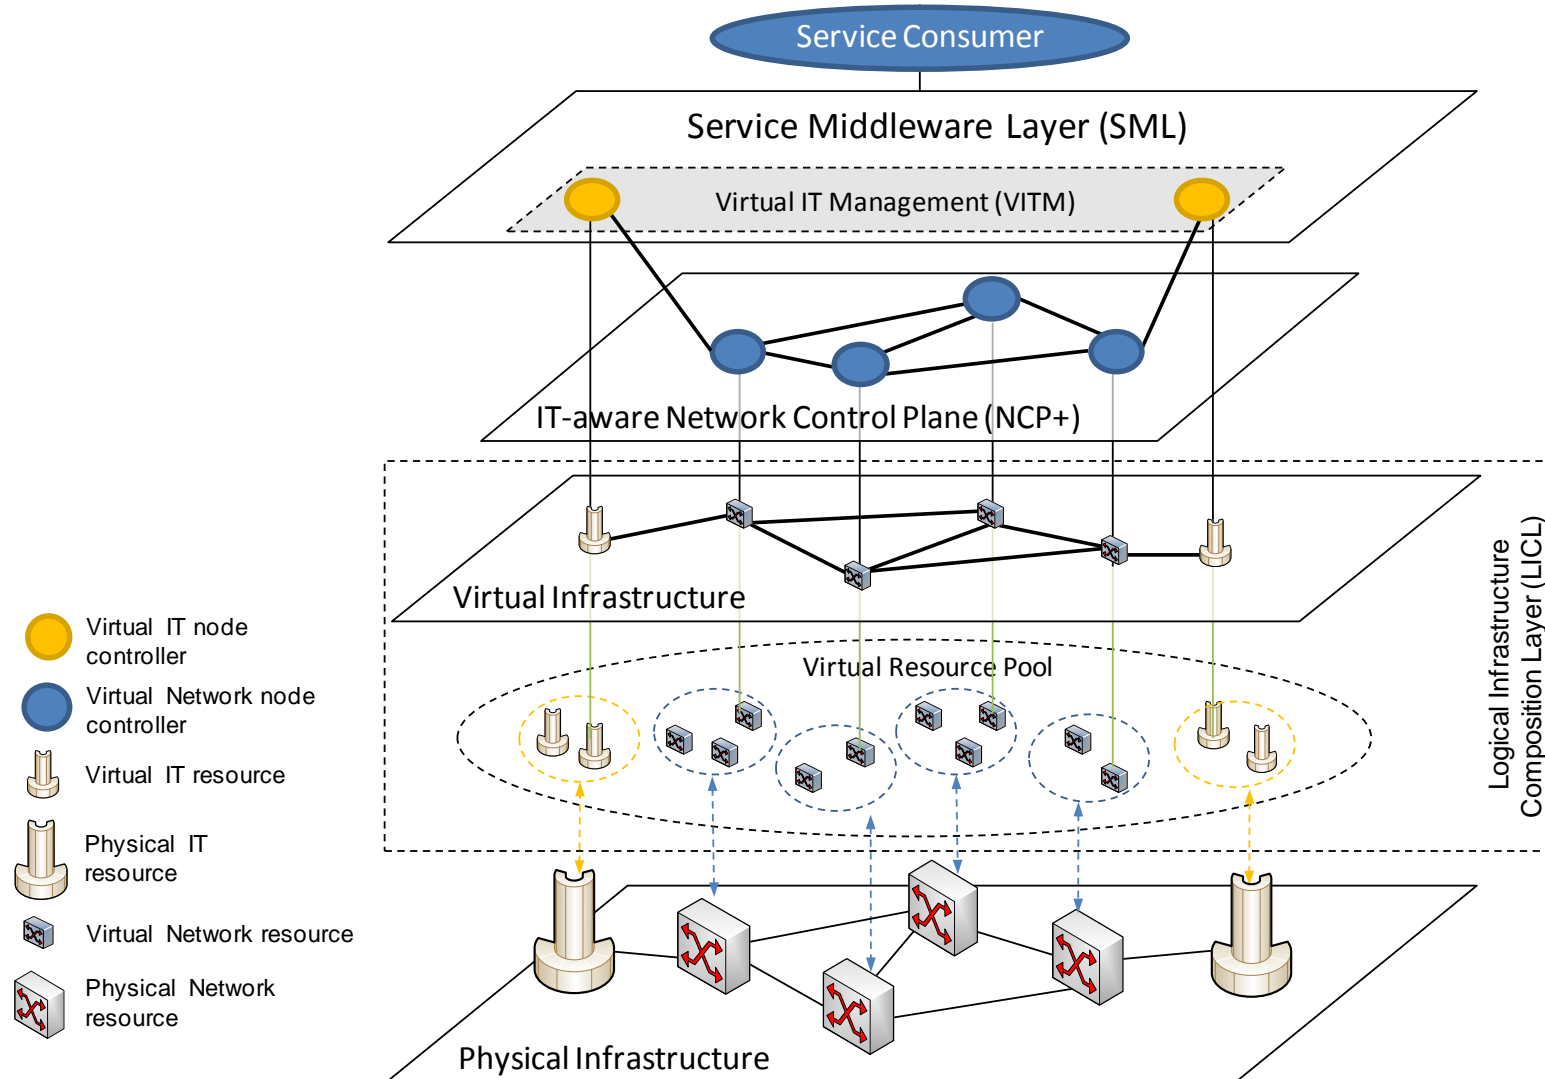 Service Consumer
Service Middleware Layer (SML)
Virtual IT Management (VITM)
IT-aware Network Control Plane (NCP+)
Virtual Infrastructure
Virtual Resource Pool
Logical Infrastructure
Composition Layer (LICL)
Physical Infrastructure
Virtual IT node
controller
Virtual Network node
controller
Virtual IT resource
Physical IT
resource
Virtual Network resource
Physical Network
resource